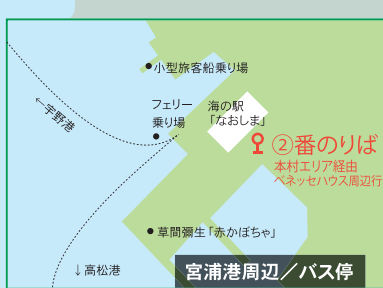 小型旅客船乗り場
←宇野港
フェリー
乗り場
海の駅
「なおしま」
②番のりば
本村エリア経由
ベネッセハウス周辺行
草間彌生「赤かぼちゃ」
↓高松港
宮浦港周辺／バス停